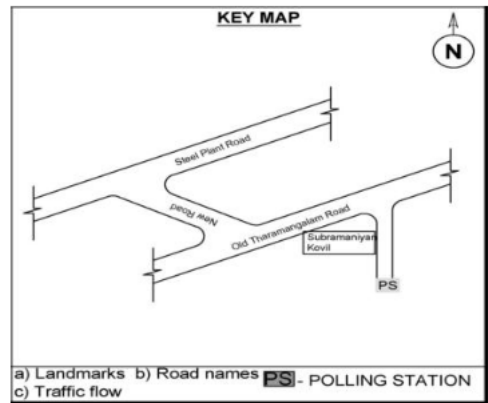 KEY MAP
N
Steel Plant Road
New Road
Old Tharamangalam Road
Subramaniyan
Kovil
PS
a) Landmarks b) Road names PS - POLLING STATION
c) Traffic flow